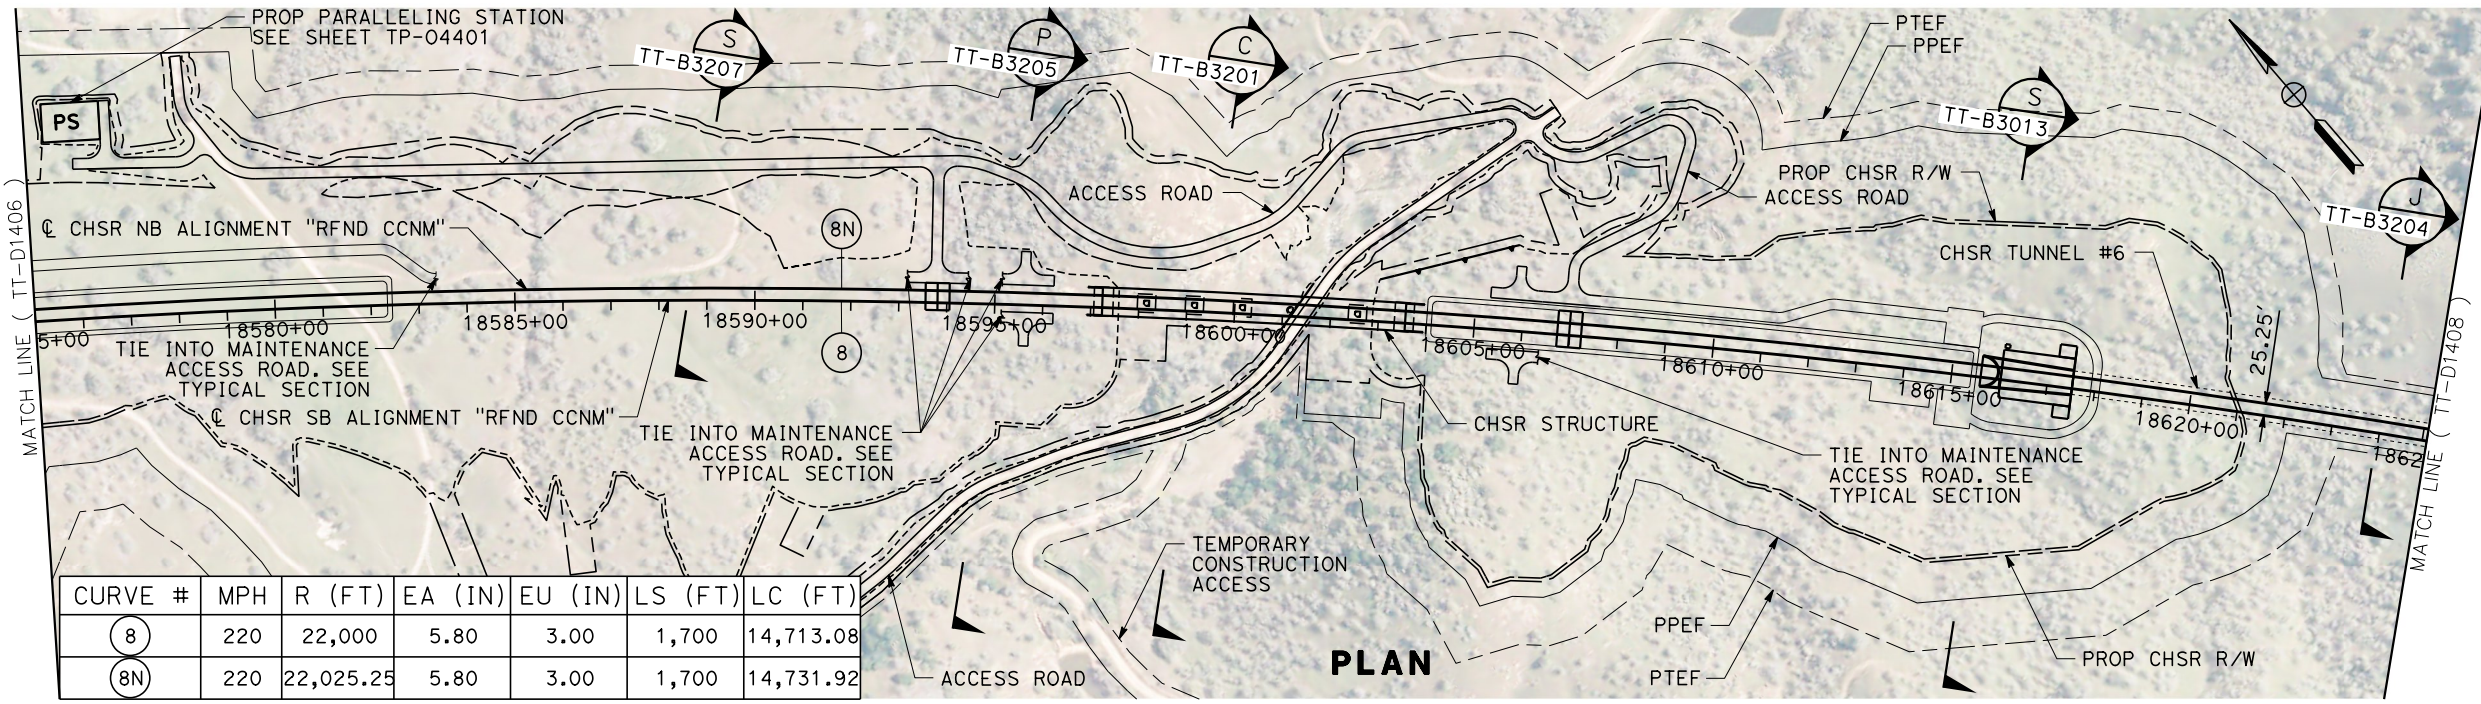 PROP PARALLELING STATION
SEE SHEET TP-O4401
PS
S
TT-B3207
P
TT-B3205
C
TT-B3201
PTEF
PPEF
S
TT-B3013
J
TT-B3204
PROP CHSR R/W
ACCESS ROAD
ACCESS ROAD
CHSR TUNNEL #6
MATCH LINE ( TT-D1406 )
℄ CHSR NB ALIGNMENT "RFND CCNM"
8N
8
5+00
18580+00
18585+00
18590+00
18595+00
18600+00
18605+00
18610+00
18615+00
18620+00
1862
25.25'
MATCH LINE ( TT-D1408 )
TIE INTO MAINTENANCE
ACCESS ROAD. SEE
TYPICAL SECTION
℄ CHSR SB ALIGNMENT "RFND CCNM"
TIE INTO MAINTENANCE
ACCESS ROAD. SEE
TYPICAL SECTION
CHSR STRUCTURE
TIE INTO MAINTENANCE
ACCESS ROAD. SEE
TYPICAL SECTION
TEMPORARY
CONSTRUCTION
ACCESS
PPEF
PTEF
PROP CHSR R/W
ACCESS ROAD
PLAN
CURVE # MPH R (FT) EA (IN) EU (IN) LS (FT) LC (FT)
8 220 22,000 5.80 3.00 1,700 14,713.08
8N 220 22,025.25 5.80 3.00 1,700 14,731.92